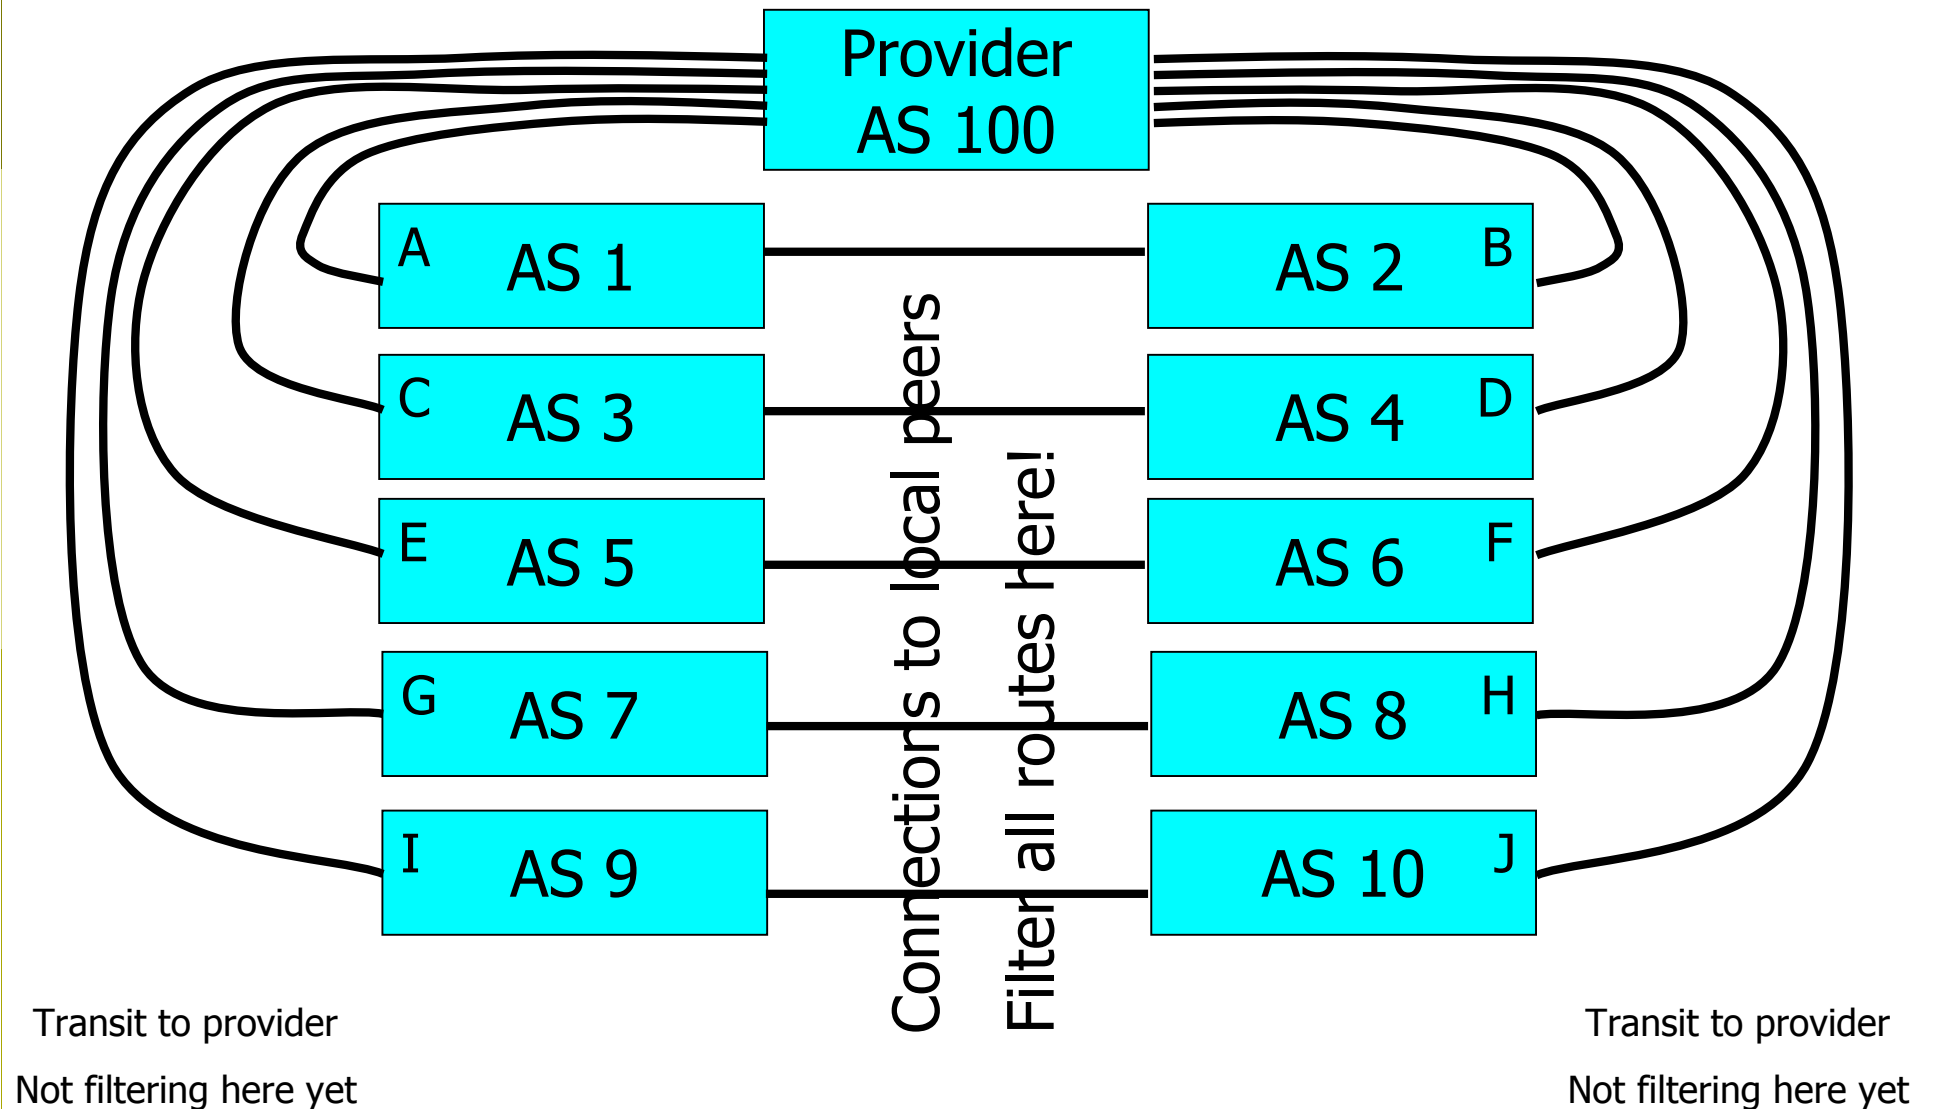 Provider
AS 100
A
AS 1
AS 2
B
C
AS 3
AS 4
D
E
AS 5
AS 6
F
G
AS 7
AS 8
H
I
AS 9
AS 10
J
Connections to local peers
Filter all routes here!
Transit to provider
Not filtering here yet
Transit to provider
Not filtering here yet